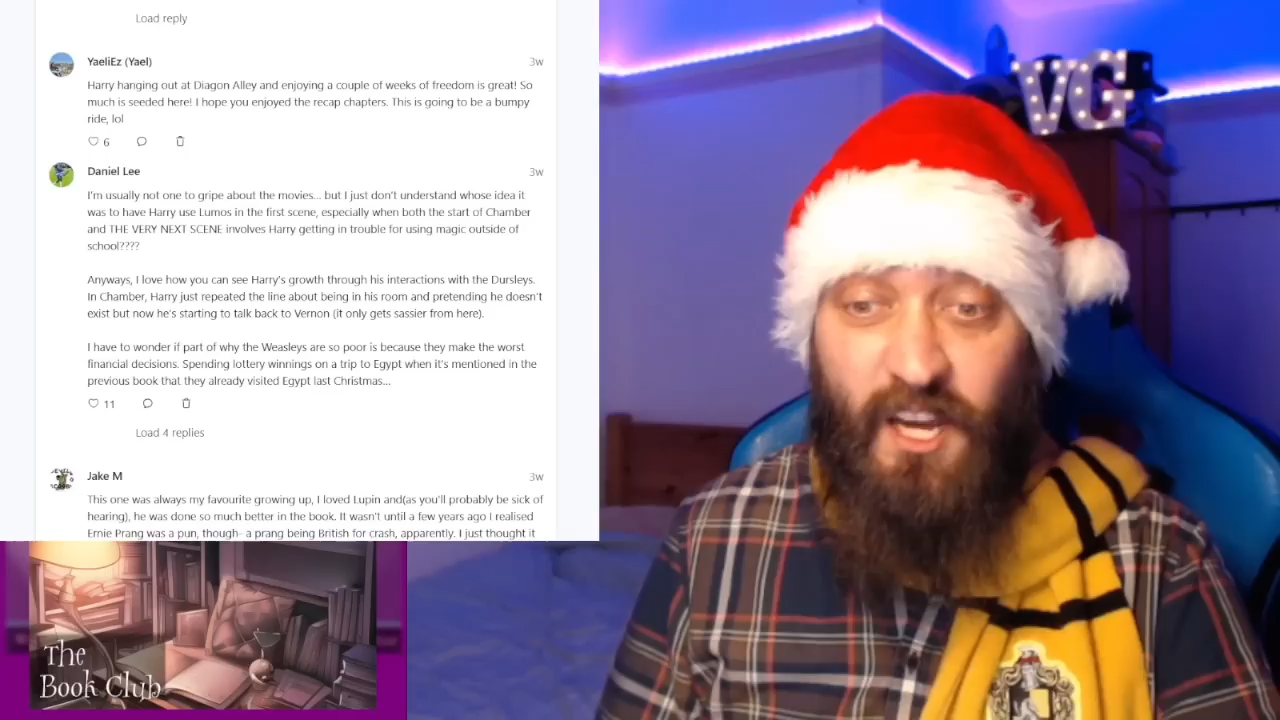 Load reply
YaeliEz (Yael)
3w
Harry hanging out at Diagon Alley and enjoying a couple of weeks of freedom is great! So
much is seeded here! I hope you enjoyed the recap chapters. This is going to be a bumpy
ride, lol
6
Daniel Lee
3w
I'm usually not one to gripe about the movies... but I just don't understand whose idea it
was to have Harry use Lumos in the first scene, especially when both the start of Chamber
and THE VERY NEXT SCENE involves Harry getting in trouble for using magic outside of
school????
Anyways, I love how you can see Harry's growth through his interactions with the Dursleys.
In Chamber, Harry just repeated the line about being in his room and pretending he doesn't
exist but now he's starting to talk back to Vernon (it only gets sassier from here).
I have to wonder if part of why the Weasleys are so poor is because they make the worst
financial decisions. Spending lottery winnings on a trip to Egypt when it's mentioned in the
previous book that they already visited Egypt last Christmas...
11
Load 4 replies
Jake M
3w
This one was always my favourite growing up, I loved Lupin and(as you'll probably be sick of
hearing), he was done so much better in the book. It wasn't until a few years ago I realised
Ernie Prang was a pun, though- a prang being British for crash, apparently. I just thought it
VG
The
Book Club